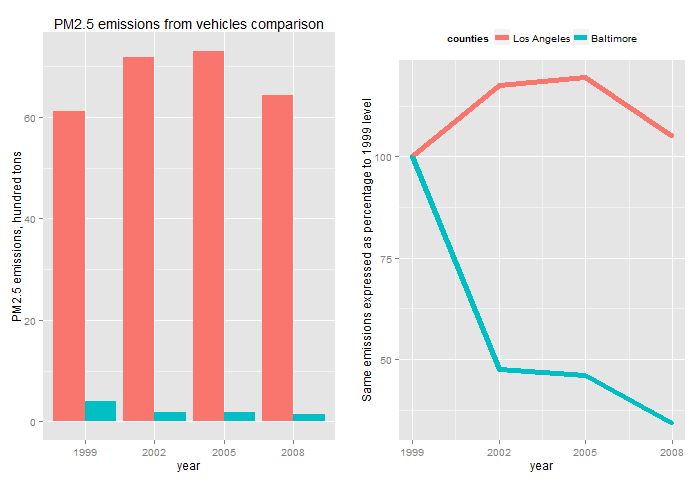 PM2.5 emissions from vehicles comparison
PM2.5 emissions, hundred tons
60
40
20
0
1999 2002 2005 2008
year
counties Los Angeles Baltimore
Same emissions expressed as percentage to 1999 level
100
75
50
1999 2002 2005 2008
year